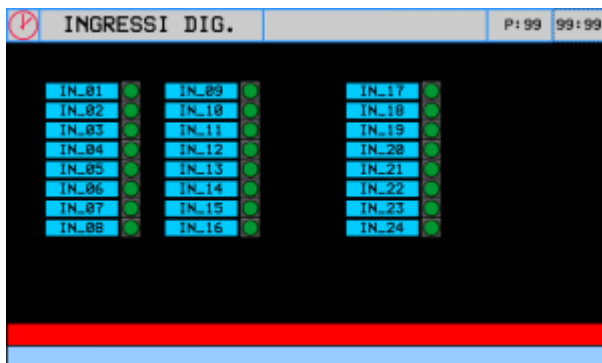 INGRESSI DIG. P:99 99:99
IN_01 IN_09 IN_17
IN_02 IN_10 IN_18
IN_03 IN_11 IN_19
IN_04 IN_12 IN_20
IN_05 IN_13 IN_21
IN_06 IN_14 IN_22
IN_07 IN_15 IN_23
IN_08 IN_16 IN_24